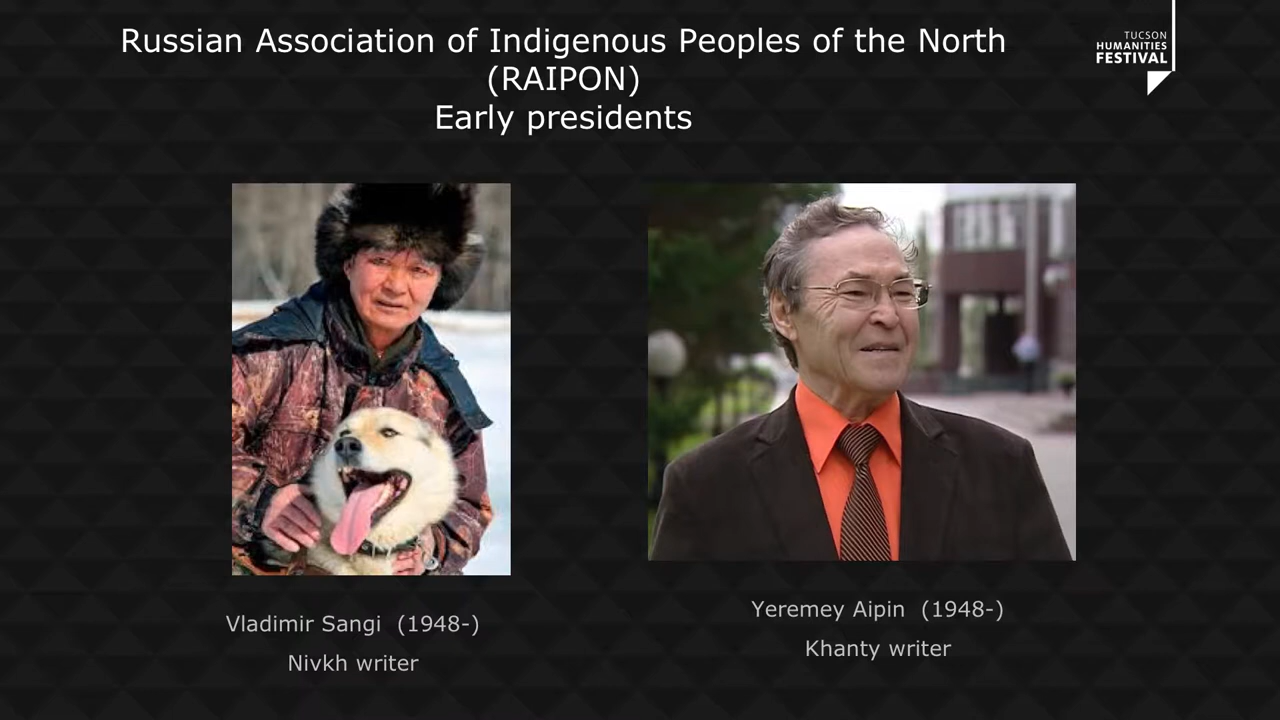 Russian Association of Indigenous Peoples of the North
(RAIPON)
Early presidents
TUCSON
HUMANITIES
FESTIVAL
Vladimir Sangi (1948-)
Nivkh writer
Yeremey Aipin (1948-)
Khanty writer